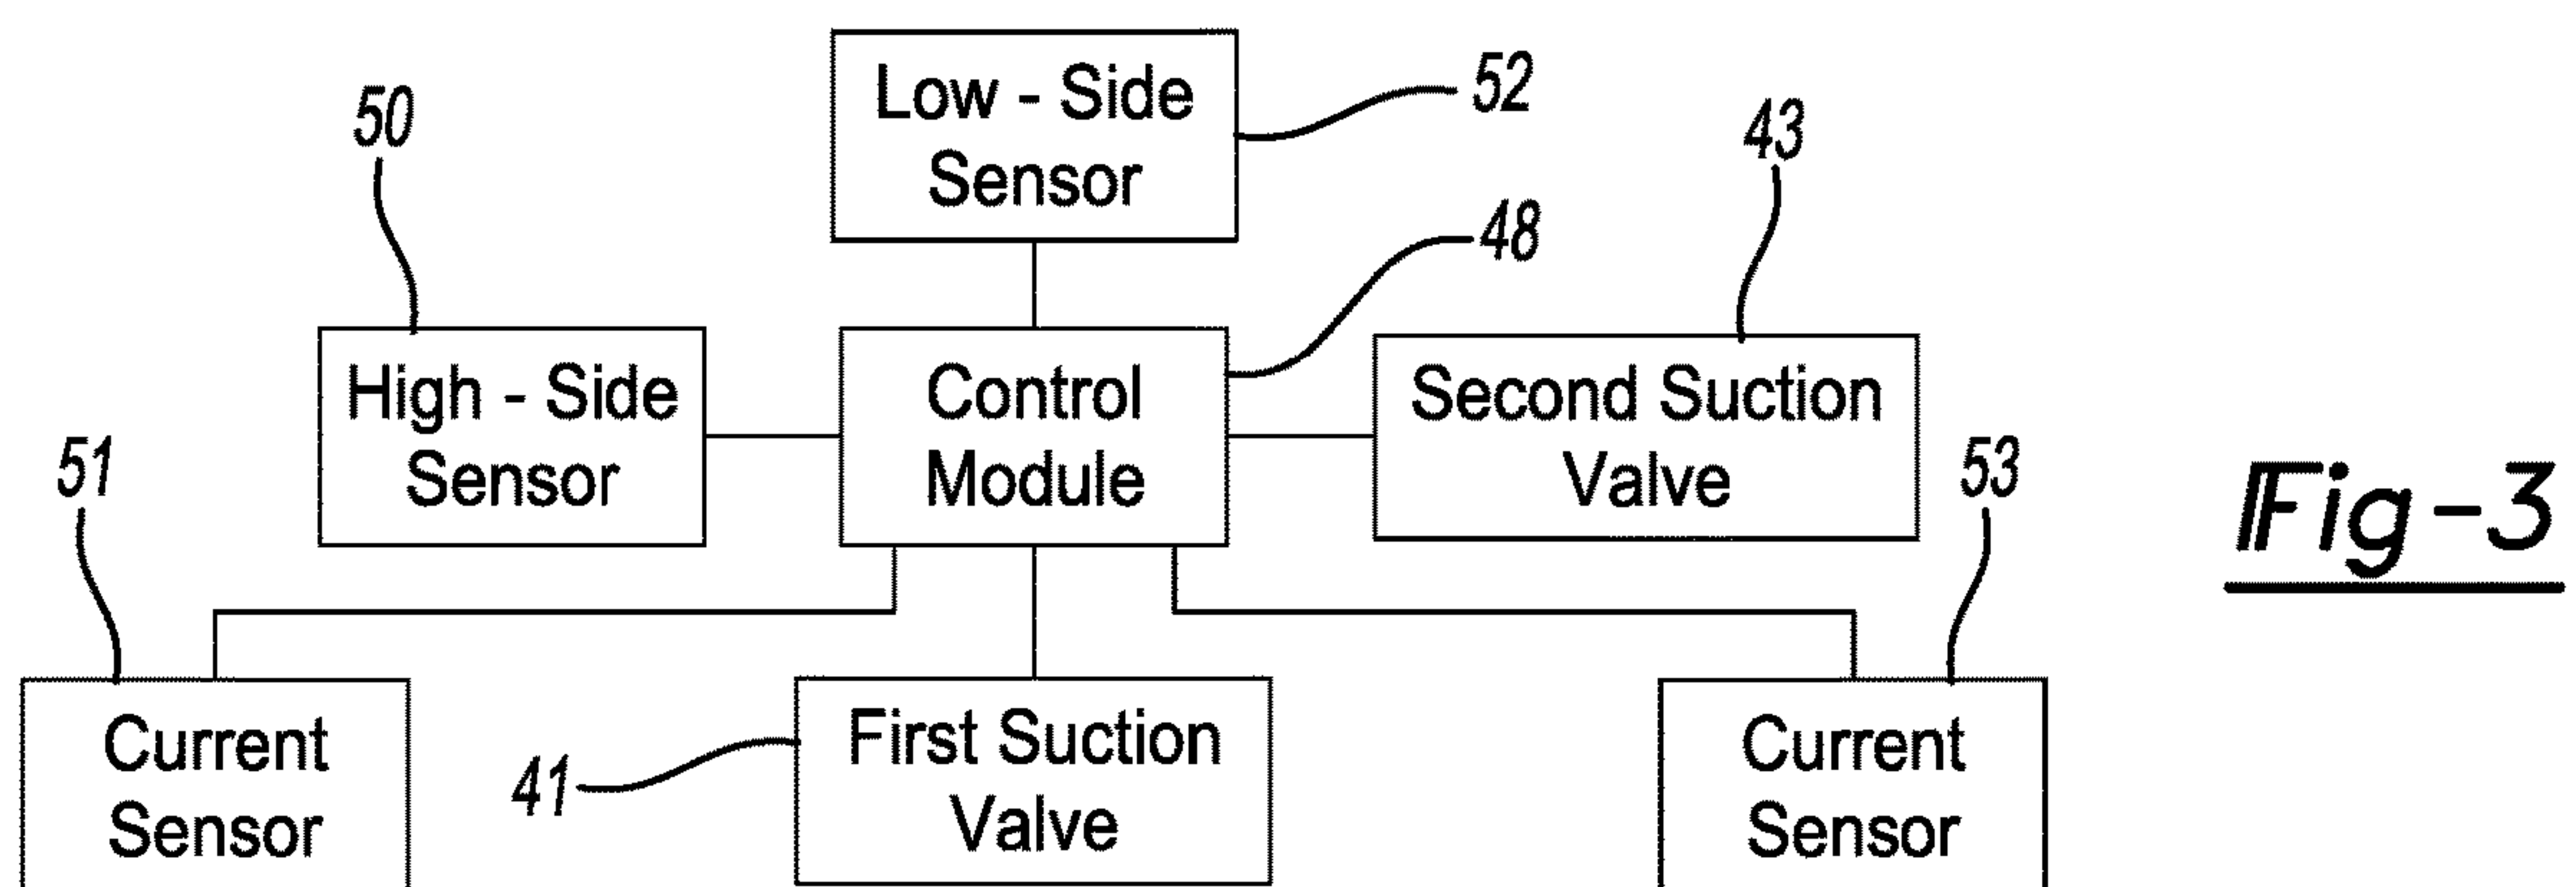 52
Low - Side
Sensor
50
43
48
High - Side
Sensor
Control
Module
Second Suction
Valve
51
53
Fig-3
Current
Sensor
41
First Suction
Valve
Current
Sensor